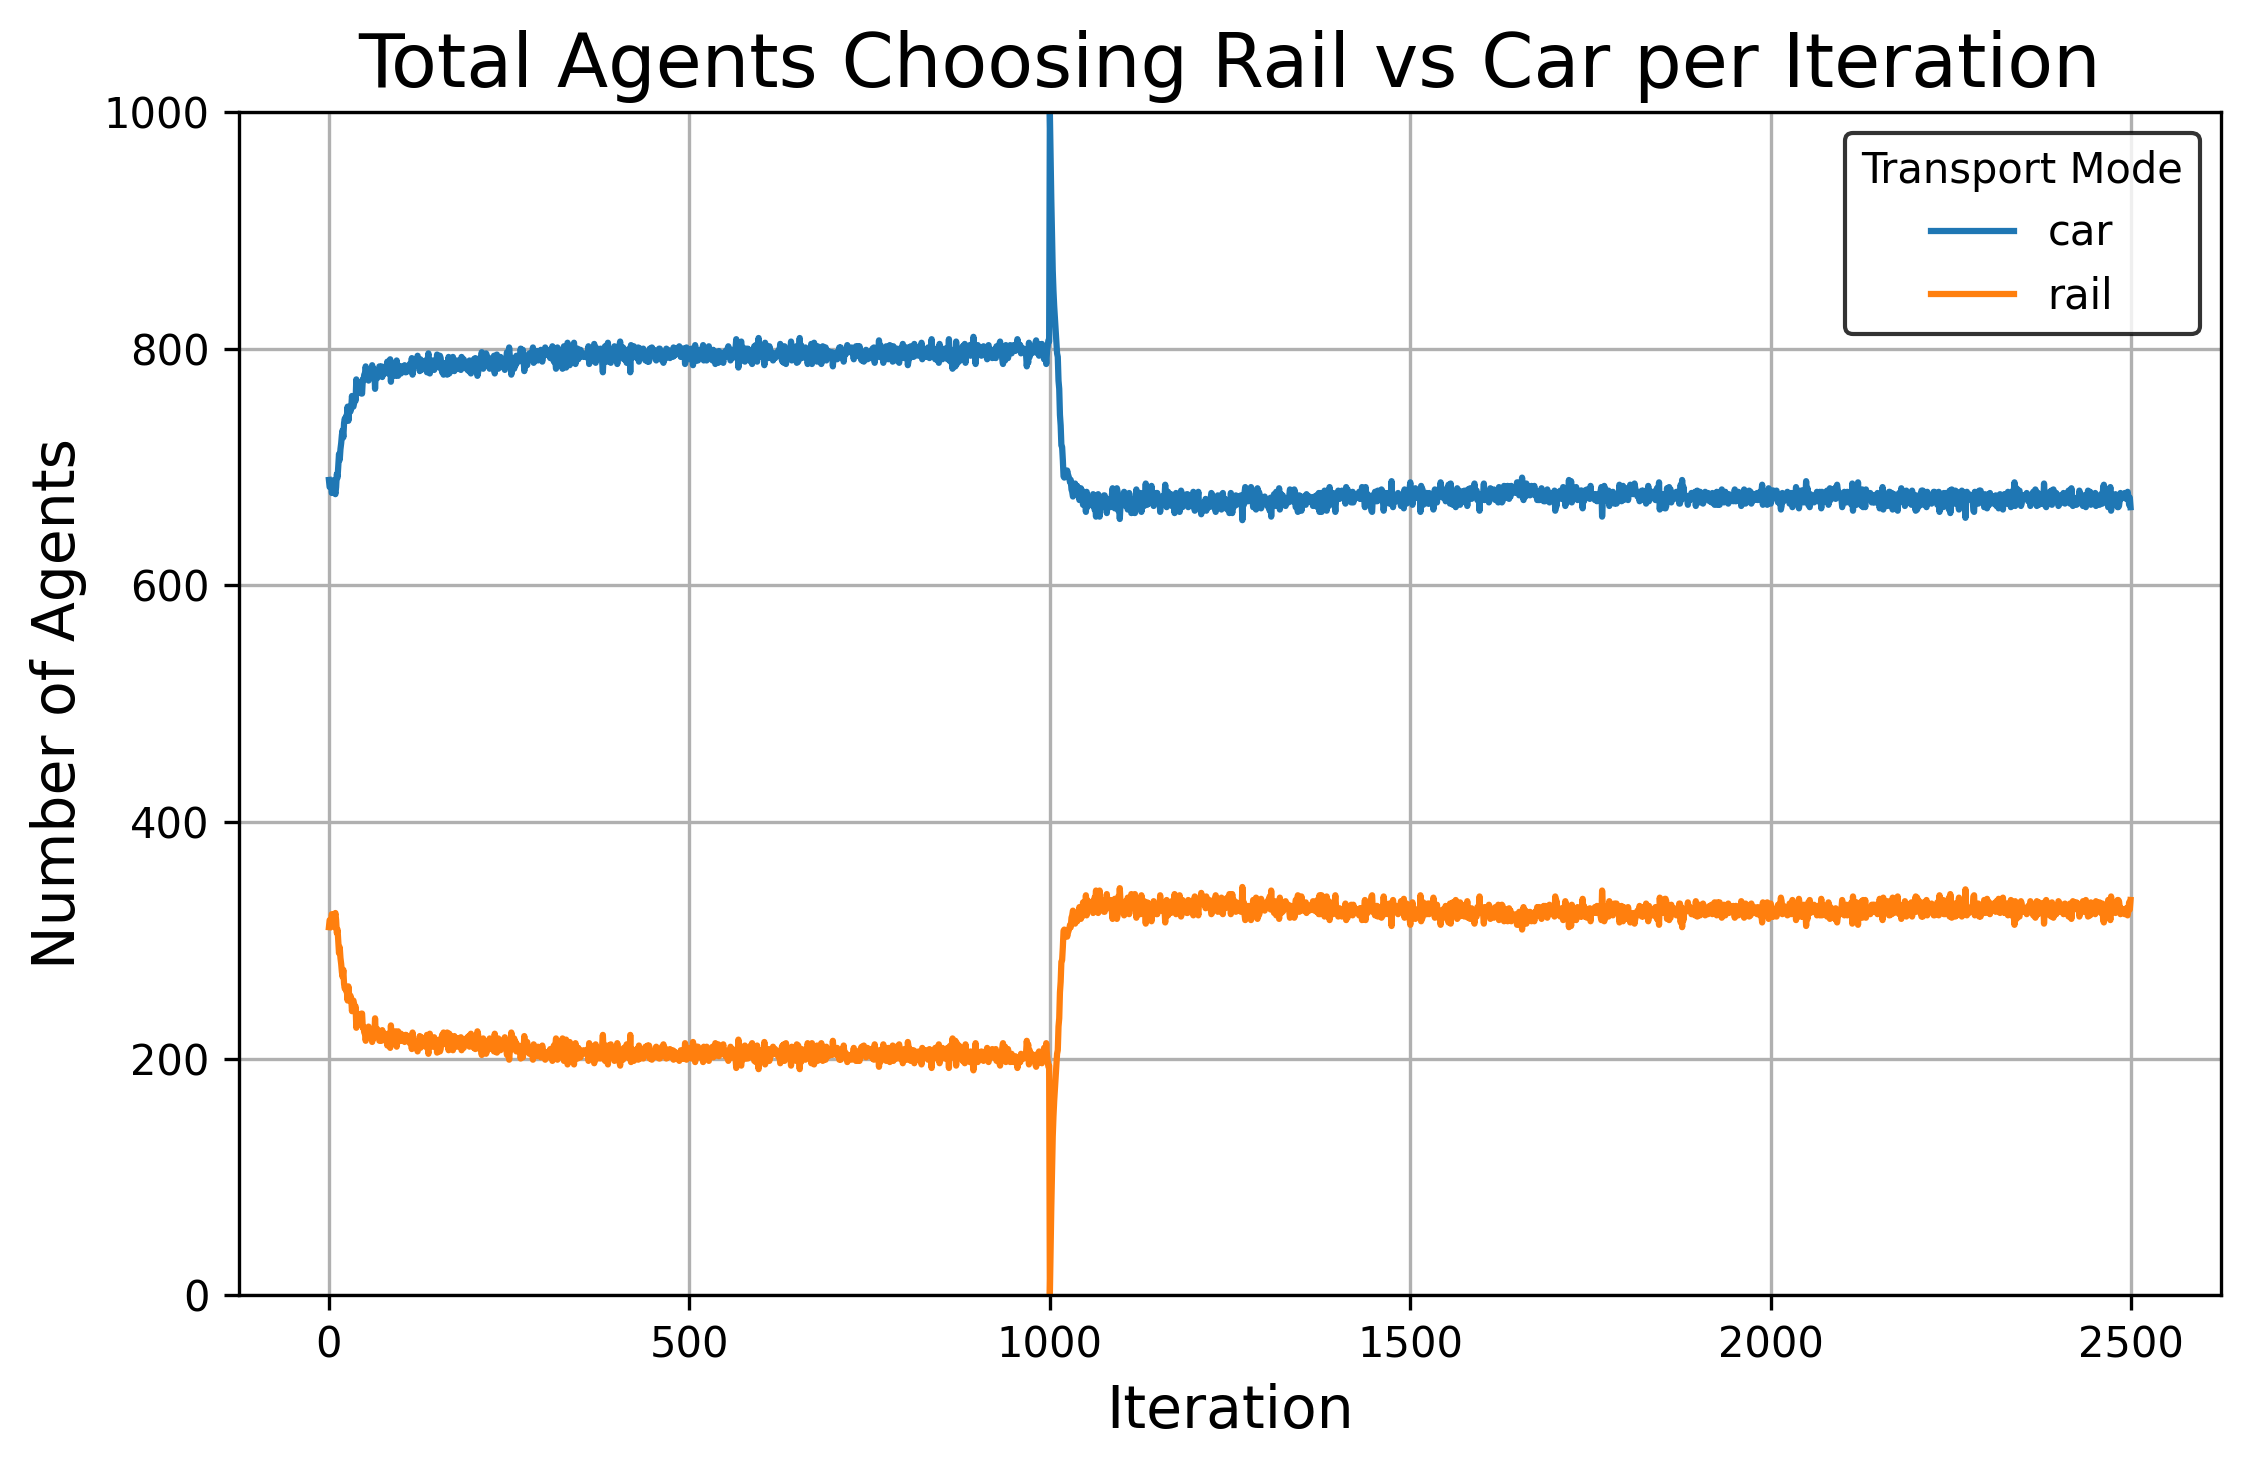 Total Agents Choosing Rail vs Car per Iteration
Number of Agents
1000
800
600
400
200
0
Transport Mode
car
rail
0 500 1000 1500 2000 2500
Iteration